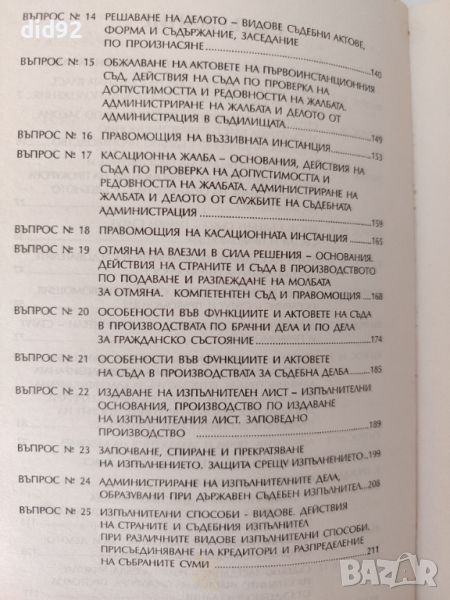 did92
ВЪПРОС № 14 РЕШАВАНЕ НА ДЕЛОТО – ВИДОВЕ СЪДЕБНИ АКТОВЕ,
ФОРМА И СЪДЪРЖАНИЕ, ЗАСЕДАНИЕ
ПО ПРОИЗНАСЯНЕ 140
ВЪПРОС № 15 ОБЖАЛВАНЕ НА АКТОВЕТЕ НА ПЪРВОИНСТАНЦИОННИЯ
СЪД, ДЕЙСТВИЯ НА СЪДА ПО ПРОВЕРКА НА
ДОПУСТИМОСТТА И РЕДОВНОСТТА НА ЖАЛБАТА.
АДМИНИСТРИРАНЕ НА ЖАЛБАТА И ДЕЛОТО ОТ
АДМИНИСТРАЦИЯ В СЪДИЛИЩАТА. 149
ВЪПРОС № 16 ПРАВОМОЩИЯ НА ВЪЗЗИВНАТА ИНСТАНЦИЯ 153
ВЪПРОС № 17 КАСАЦИОННА ЖАЛБА – ОСНОВАНИЯ, ДЕЙСТВИЯ НА
СЪДА ПО ПРОВЕРКА НА ДОПУСТИМОСТТА И
РЕДОВНОСТТА НА ЖАЛБАТА. АДМИНИСТРИРАНЕ НА
ЖАЛБАТА И ДЕЛОТО ОТ СЛУЖБИТЕ НА СЪДЕБНАТА
АДМИНИСТРАЦИЯ 159
ВЪПРОС № 18 ПРАВОМОЩИЯ НА КАСАЦИОННАТА ИНСТАНЦИЯ 165
ВЪПРОС № 19 ОТМЯНА НА ВЛЕЗЛИ В СИЛА РЕШЕНИЯ – ОСНОВАНИЯ.
ДЕЙСТВИЯ НА СТРАНИТЕ И СЪДА В ПРОИЗВОДСТВОТО
ПО ПОДАВАНЕ И РАЗГЛЕЖДАНЕ НА МОЛБАТА
ЗА ОТМЯНА. КОМПЕТЕНТЕН СЪД И ПРАВОМОЩИЯ 168
ВЪПРОС № 20 ОСОБЕНОСТИ ВЪВ ФУНКЦИИТЕ И АКТОВЕТЕ НА СЪДА
В ПРОИЗВОДСТВАТА ПО БРАЧНИ ДЕЛА И ПО ДЕЛА
ЗА ГРАЖДАНСКО СЪСТОЯНИЕ 174
ВЪПРОС № 21 ОСОБЕНОСТИ ВЪВ ФУНКЦИИТЕ И АКТОВЕТЕ
НА СЪДА В ПРОИЗВОДСТВАТА ЗА СЪДЕБНА ДЕЛБА 185
ВЪПРОС № 22 ИЗДАВАНЕ НА ИЗПЪЛНИТЕЛЕН ЛИСТ – ИЗПЪЛНИТЕЛНИ
ОСНОВАНИЯ, ПРОИЗВОДСТВО ПО ИЗДАВАНЕ
НА ИЗПЪЛНИТЕЛНИЯ ЛИСТ. ЗАПОВЕДНО
ПРОИЗВОДСТВО 189
ВЪПРОС № 23 ЗАПОЧВАНЕ, СПИРАНЕ И ПРЕКРАТЯВАНЕ
НА ИЗПЪЛНЕНИЕТО. ЗАЩИТА СРЕЩУ ИЗПЪЛНЕНИЕТО 199
ВЪПРОС № 24 АДМИНИСТРИРАНЕ НА ИЗПЪЛНИТЕЛНИТЕ ДЕЛА,
ОБРАЗУВАНИ ПРИ ДЪРЖАВЕН СЪДЕБЕН ИЗПЪЛНИТЕЛ 208
ВЪПРОС № 25 ИЗПЪЛНИТЕЛНИ СПОСОБИ - ВИДОВЕ. ДЕЙСТВИЯ
НА СТРАНИТЕ И СЪДЕБНИЯ ИЗПЪЛНИТЕЛ
ПРИ РАЗЛИЧНИТЕ ВИДОВЕ ИЗПЪЛНИТЕЛНИ СПОСОБИ.
ПРИСЪЕДИНЯВАНЕ НА КРЕДИТОРИ И РАЗПРЕДЕЛЕНИЕ
НА СЪБРАНИТЕ СУМИ 211
БАZАР
bazar.bg